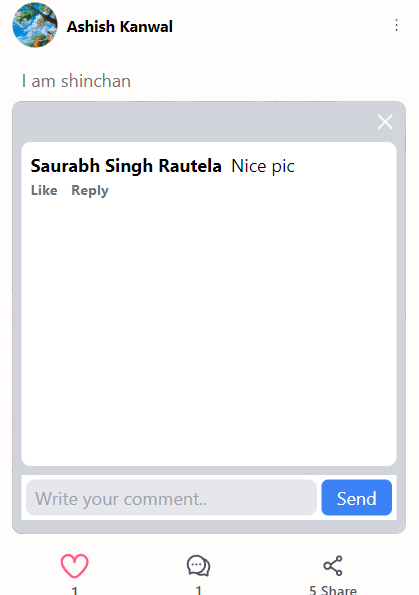 Ashish Kanwal
I am shinchan
Saurabh Singh Rautela Nice pic
Like Reply
Write your comment.. Send
1 1 5 Share